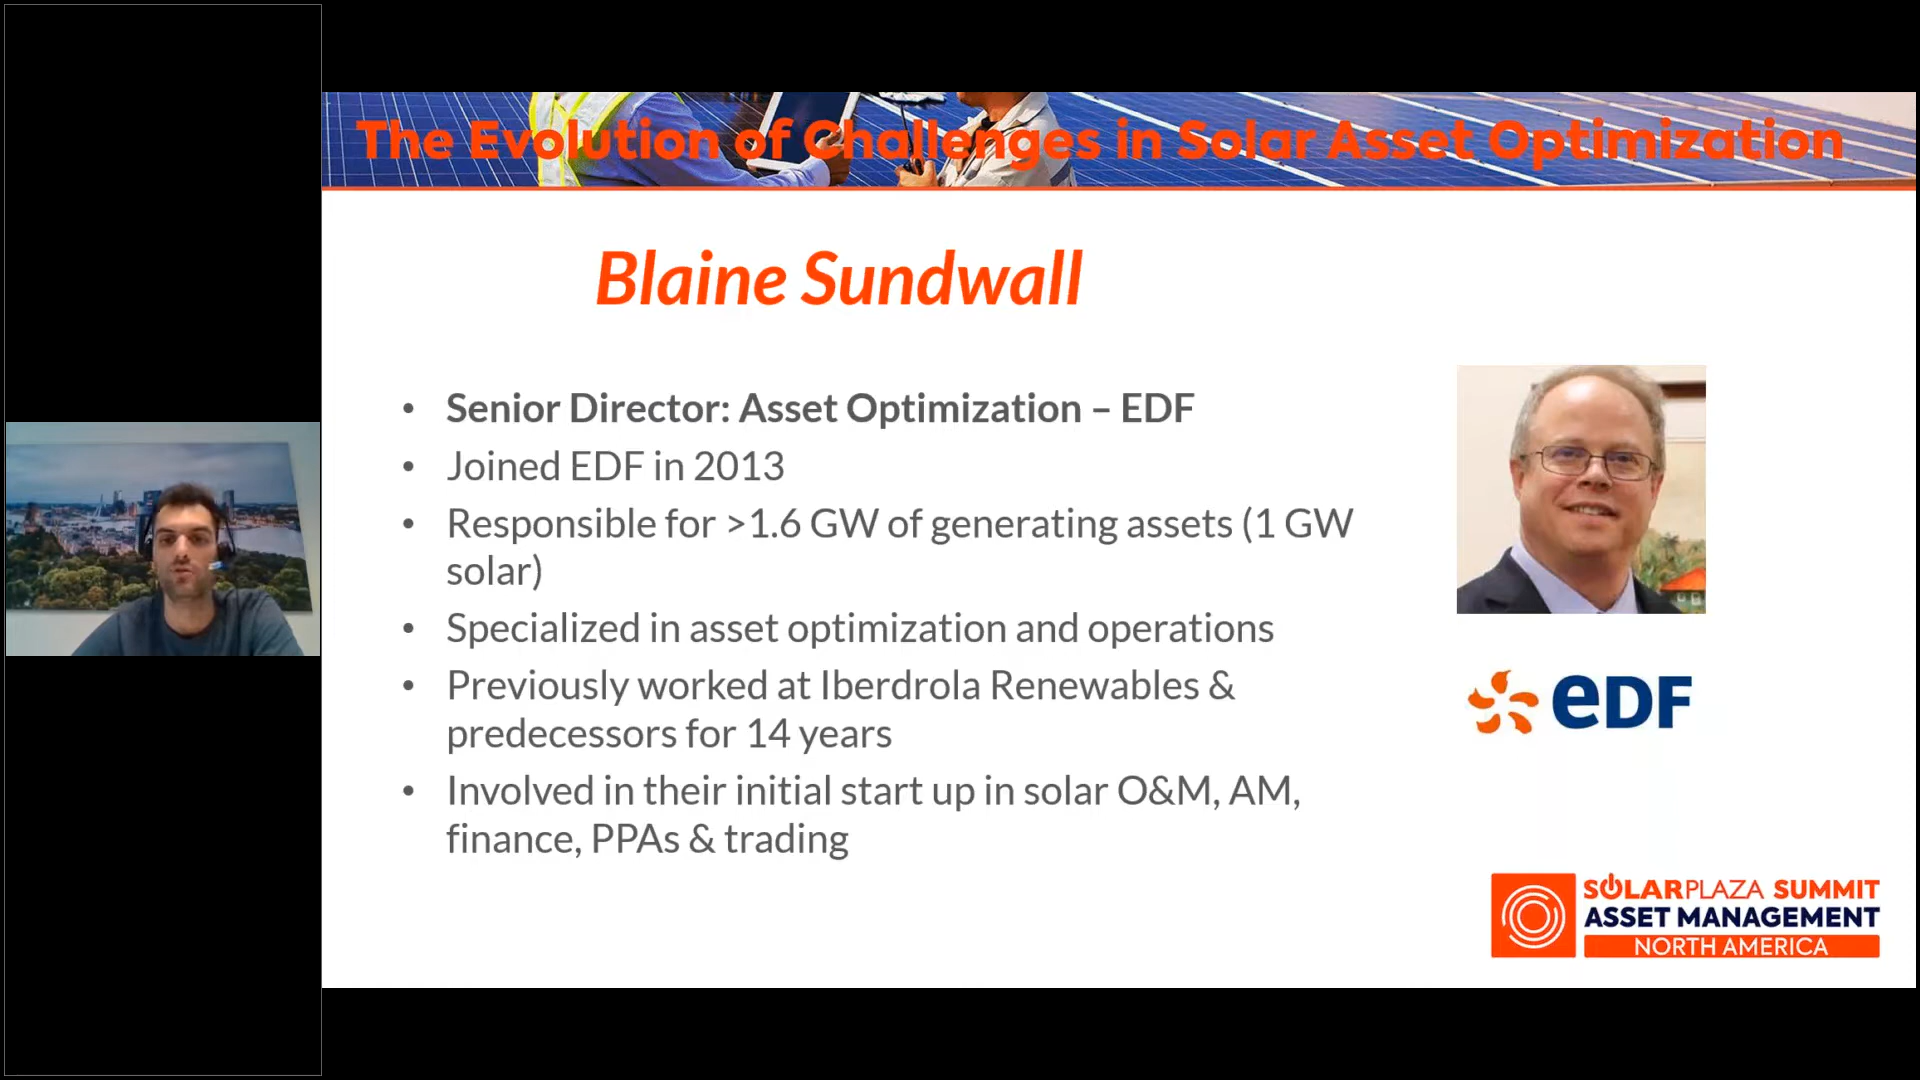 The Evolution of Challenges in Solar Asset Optimization
Blaine Sundwall
• Senior Director: Asset Optimization – EDF
• Joined EDF in 2013
• Responsible for >1.6 GW of generating assets (1 GW
solar)
• Specialized in asset optimization and operations
• Previously worked at Iberdrola Renewables &
predecessors for 14 years
• Involved in their initial start up in solar O&M, AM,
finance, PPAs & trading
eDF
SOLARPLAZA SUMMIT
ASSET MANAGEMENT
NORTH AMERICA